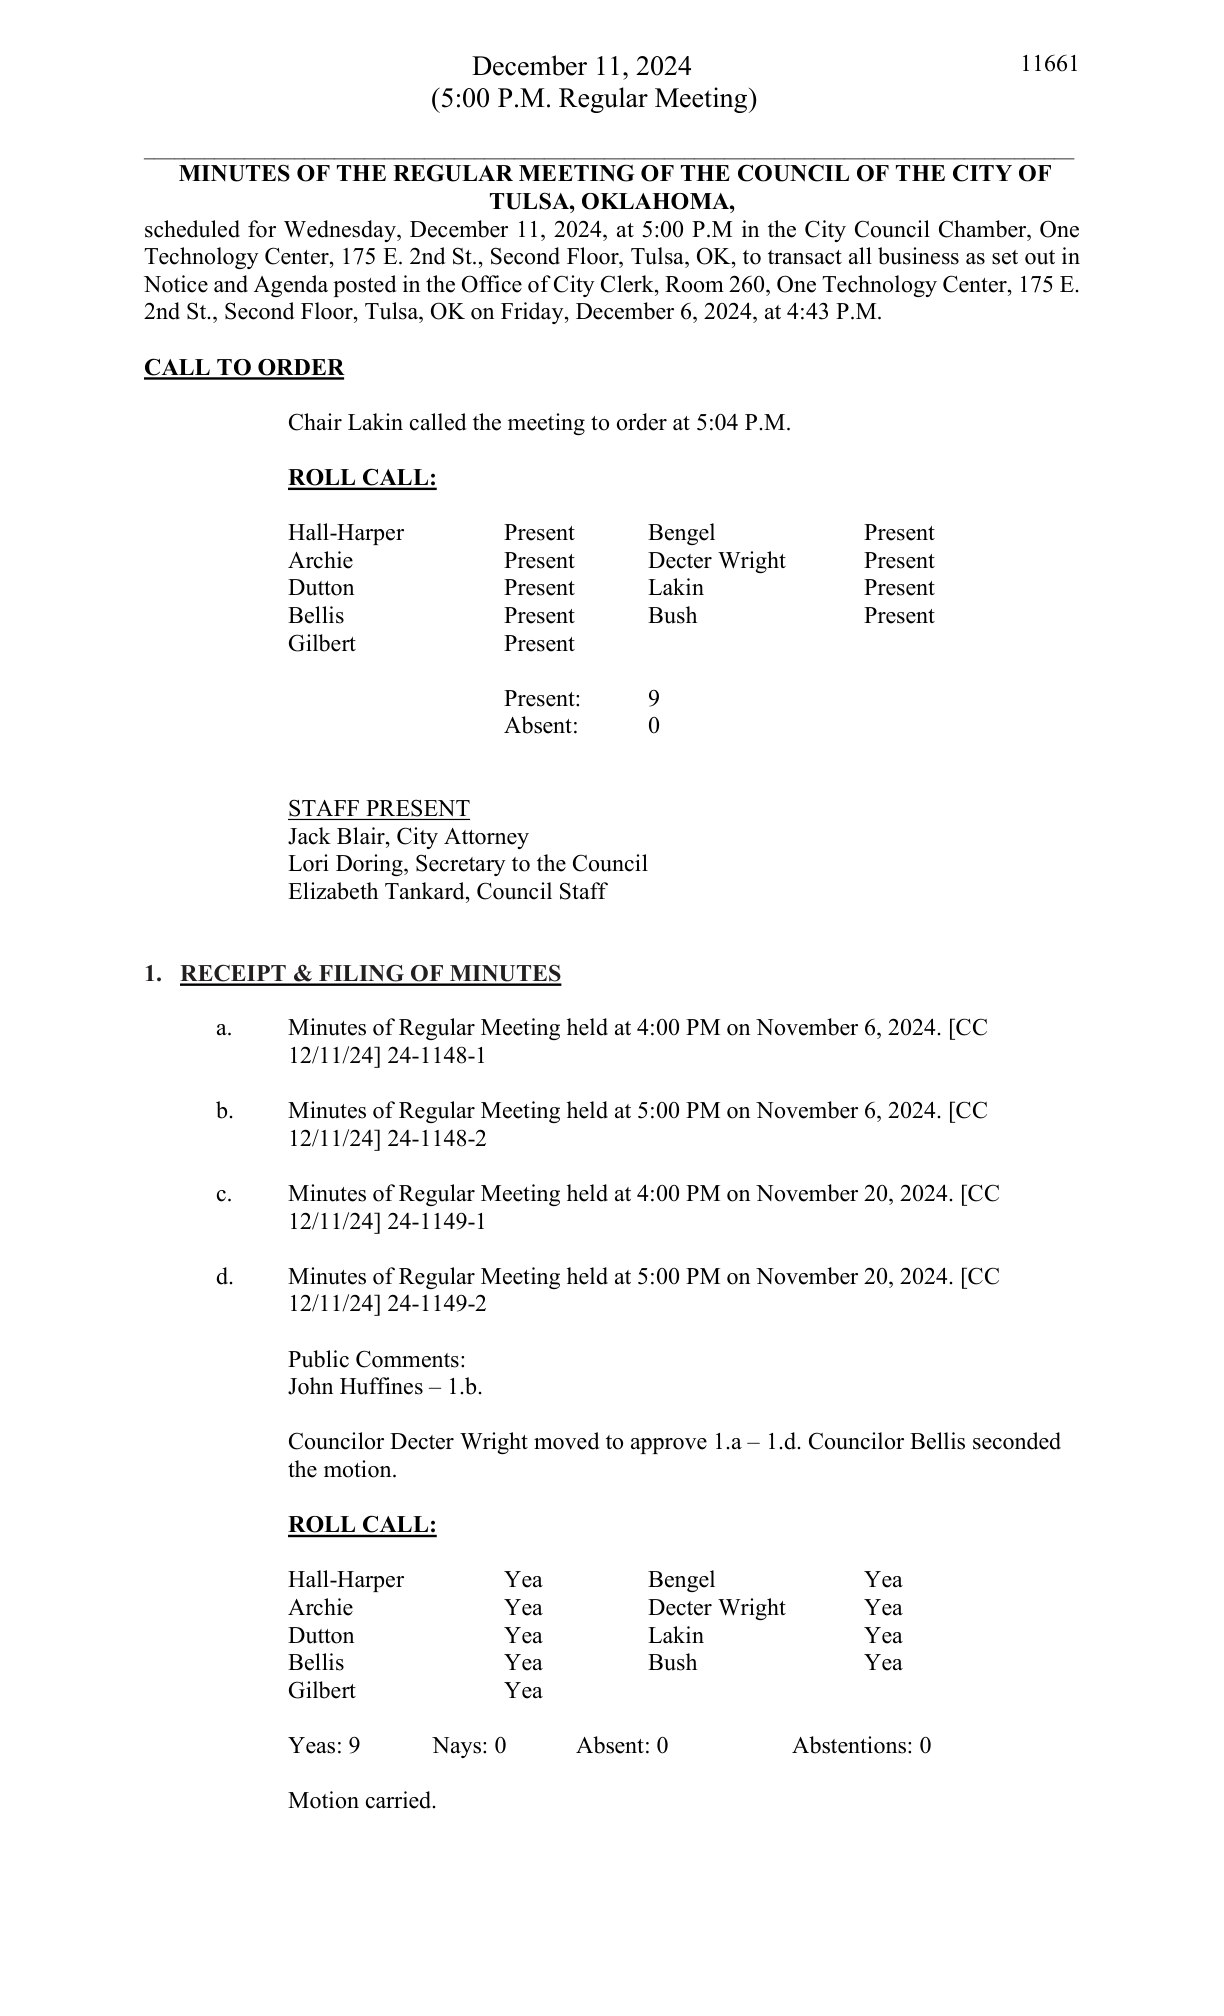 December 11, 2024 11661
(5:00 P.M. Regular Meeting)
MINUTES OF THE REGULAR MEETING OF THE COUNCIL OF THE CITY OF
TULSA, OKLAHOMA,
scheduled for Wednesday, December 11, 2024, at 5:00 P.M in the City Council Chamber, One
Technology Center, 175 E. 2nd St., Second Floor, Tulsa, OK, to transact all business as set out in
Notice and Agenda posted in the Office of City Clerk, Room 260, One Technology Center, 175 E.
2nd St., Second Floor, Tulsa, OK on Friday, December 6, 2024, at 4:43 P.M.
CALL TO ORDER
Chair Lakin called the meeting to order at 5:04 P.M.
ROLL CALL:
Hall-Harper Present Bengel Present
Archie Present Decter Wright Present
Dutton Present Lakin Present
Bellis Present Bush Present
Gilbert Present
Present: 9
Absent: 0
STAFF PRESENT
Jack Blair, City Attorney
Lori Doring, Secretary to the Council
Elizabeth Tankard, Council Staff
1. RECEIPT & FILING OF MINUTES
a. Minutes of Regular Meeting held at 4:00 PM on November 6, 2024. [CC
12/11/24] 24-1148-1
b. Minutes of Regular Meeting held at 5:00 PM on November 6, 2024. [CC
12/11/24] 24-1148-2
c. Minutes of Regular Meeting held at 4:00 PM on November 20, 2024. [CC
12/11/24] 24-1149-1
d. Minutes of Regular Meeting held at 5:00 PM on November 20, 2024. [CC
12/11/24] 24-1149-2
Public Comments:
John Huffines – 1.b.
Councilor Decter Wright moved to approve 1.a – 1.d. Councilor Bellis seconded
the motion.
ROLL CALL:
Hall-Harper Yea Bengel Yea
Archie Yea Decter Wright Yea
Dutton Yea Lakin Yea
Bellis Yea Bush Yea
Gilbert Yea
Yeas: 9 Nays: 0 Absent: 0 Abstentions: 0
Motion carried.